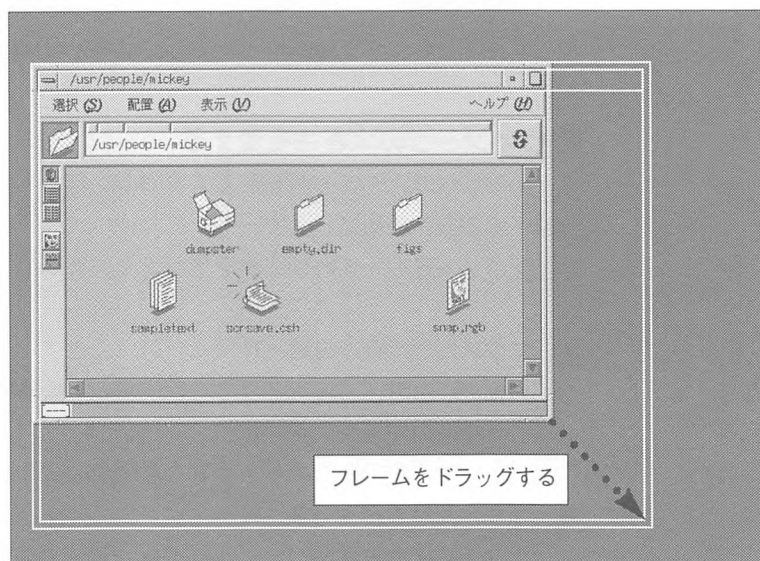 /usr/people/mickey
選択 (S) 配置 (A) 表示 (V) ヘルプ (H)
/usr/people/mickey
dumpster empty.dir figs
sampletext scrsave.csh snap.rgb
フレームをドラッグする